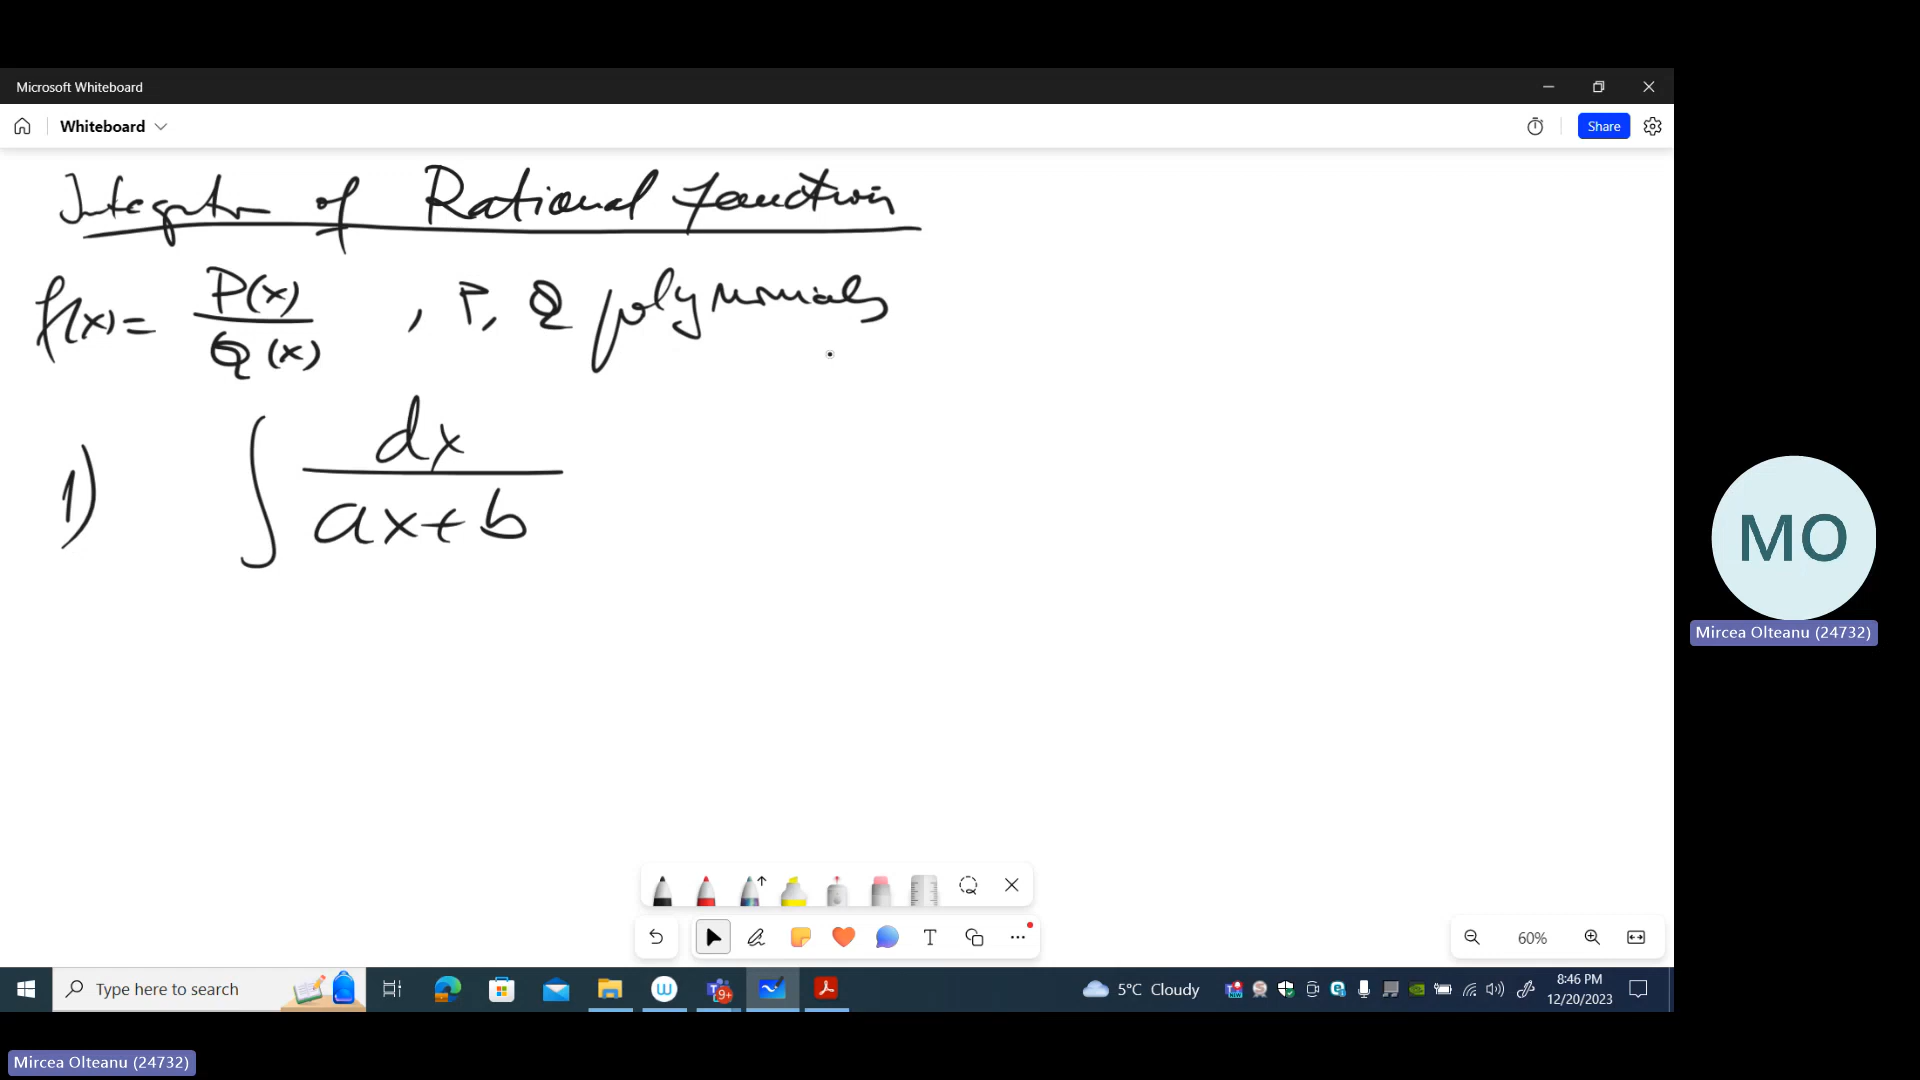 Microsoft Whiteboard
Whiteboard
Share
Integration of Rational function
f(x) = P(x)/Q(x) , P, Q polynomials
1) ∫ dx/(ax+b)
MO
Mircea Olteanu (24732)
60%
Type here to search
9+
5°C Cloudy
8:46 PM
12/20/2023
Mircea Olteanu (24732)